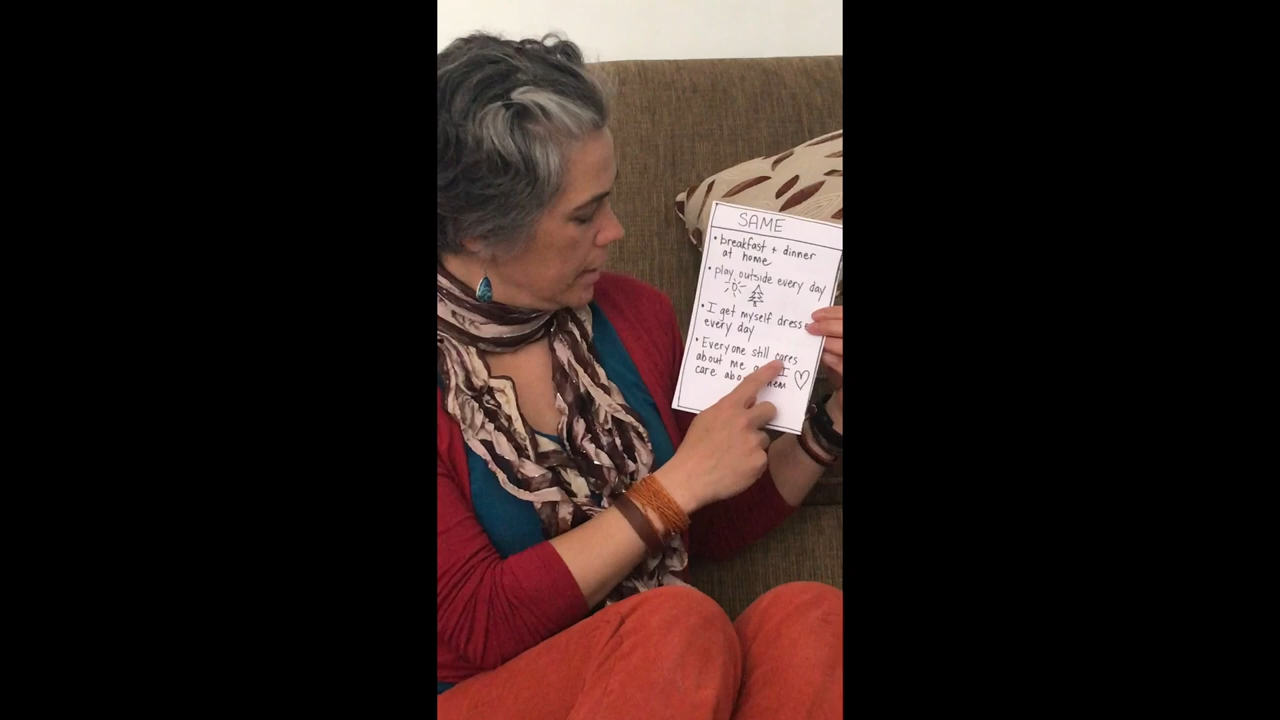 SAME
• breakfast + dinner
at home
• play outside every day
• I get myself dress
every day
• Everyone still cares
about me I
care